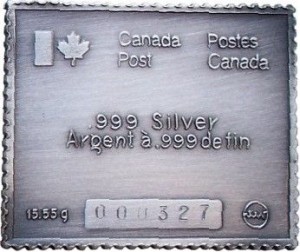 Canada Postes
Post Canada
.999 Silver
Argent à .999 de fin
15.55 g 000327